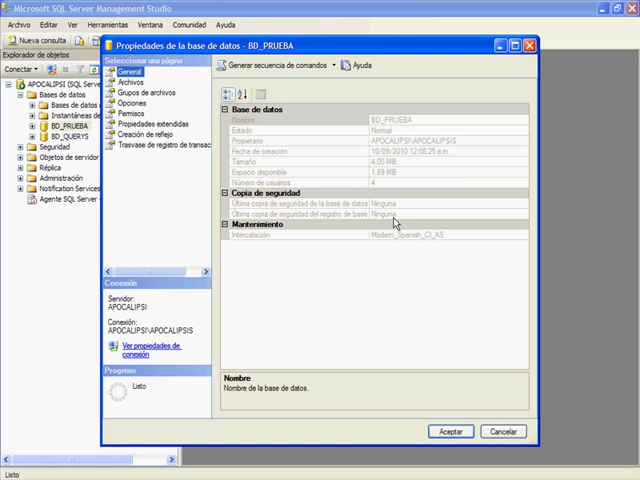 Microsoft SQL Server Management Studio
Archivo Editar Ver Herramientas Ventana Comunidad Ayuda
Nueva consulta
Explorador de objetos
Conectar
APOCALIPSI (SQL Serve
Bases de datos
Bases de datos
Instantáneas de
BD_PRUEBA
BD_QUERYS
Seguridad
Objetos de servidor
Réplica
Administración
Notification Services
Agente SQL Server
Propiedades de la base de datos - BD_PRUEBA
Seleccionar una página
General
Archivos
Grupos de archivos
Opciones
Permisos
Propiedades extendidas
Creación de reflejo
Trasvase de registro de transac
Conexión
Servidor:
APOCALIPSI
Conexión:
APOCALIPSI\APOCALIPSIS
Ver propiedades de
conexión
Progreso
Listo
Generar secuencia de comandos Ayuda
Base de datos
Nombre BD_PRUEBA
Estado Normal
Propietario APOCALIPSI\APOCALIPSIS
Fecha de creación 10/09/2010 12:08:25 a.m.
Tamaño 4,00 MB
Espacio disponible 1,89 MB
Número de usuarios 4
Copia de seguridad
Última copia de seguridad de la base de datos Ninguna
Última copia de seguridad del registro de base Ninguna
Mantenimiento
Intercalación Modern_Spanish_CI_AS
Nombre
Nombre de la base de datos.
Aceptar Cancelar
Listo